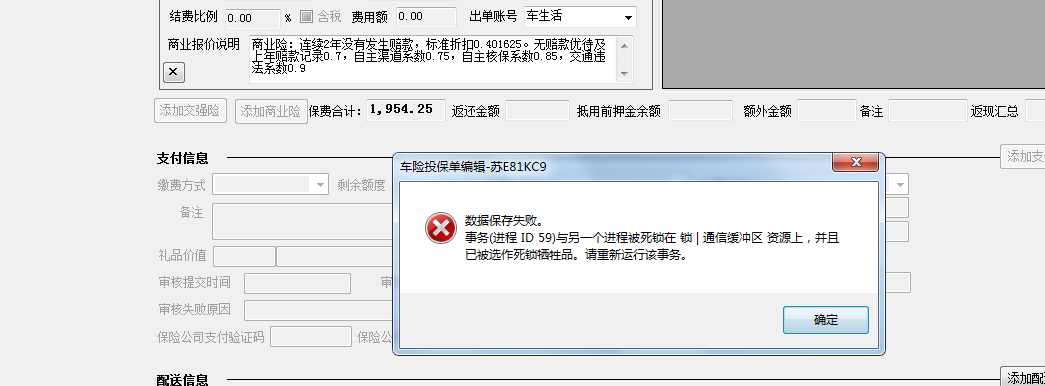 结费比例 0.00 % 含税 费用额 0.00 出单账号 车生活
商业报价说明 商业险：连续2年没有发生赔款，标准折扣0.401625。无赔款优待及
上年赔款记录0.7，自主渠道系数0.75，自主核保系数0.85，交通违
法系数0.9
添加交强险 添加商业险 保费合计： 1,954.25 返还金额 抵用前押金余额 额外金额 备注 返现汇总
支付信息 添加支
车险投保单编辑-苏E81KC9
缴费方式 剩余额度
备注
数据保存失败。
事务(进程 ID 59)与另一个进程被死锁在 锁 | 通信缓冲区 资源上，并且
已被选作死锁牺牲品。请重新运行该事务。
礼品价值
审核提交时间 审
审核失败原因
确定
保险公司支付验证码 保险公
配送信息 添加配